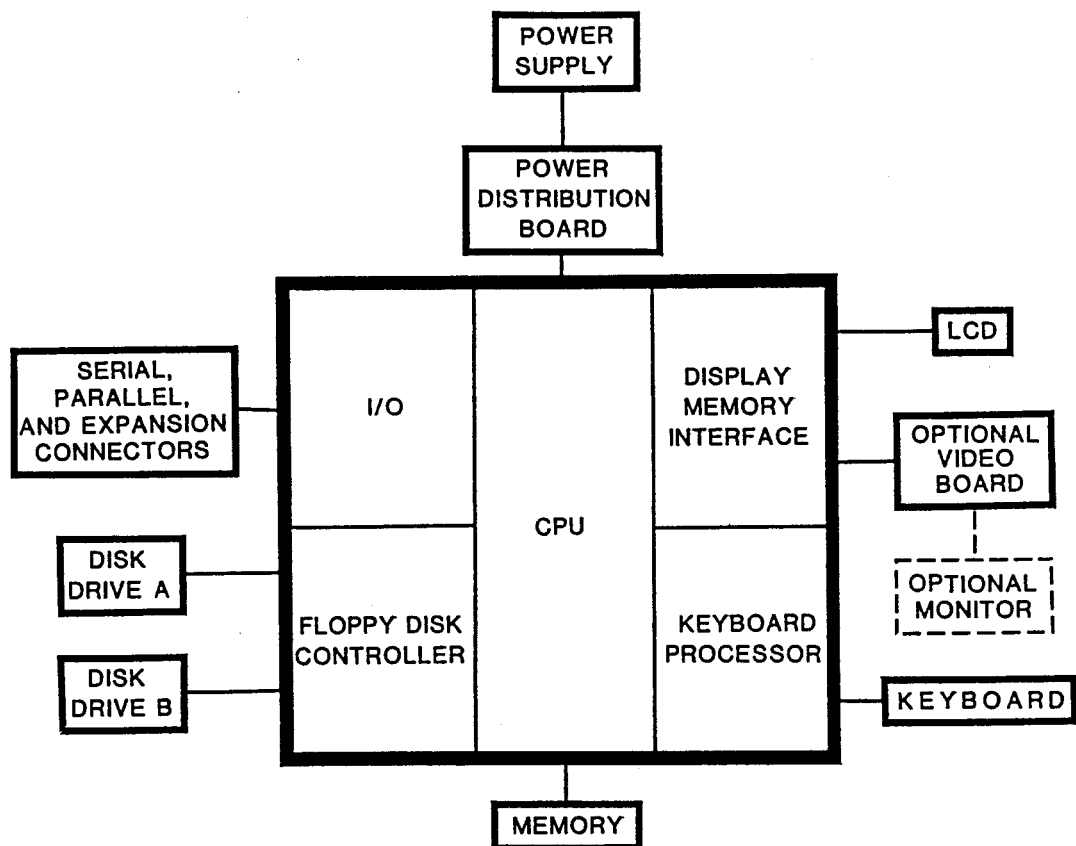 POWER
SUPPLY
POWER
DISTRIBUTION
BOARD
SERIAL,
PARALLEL,
AND EXPANSION
CONNECTORS
I/O
DISPLAY
MEMORY
INTERFACE
LCD
OPTIONAL
VIDEO
BOARD
CPU
DISK
DRIVE A
OPTIONAL
MONITOR
FLOPPY DISK
CONTROLLER
KEYBOARD
PROCESSOR
DISK
DRIVE B
KEYBOARD
MEMORY